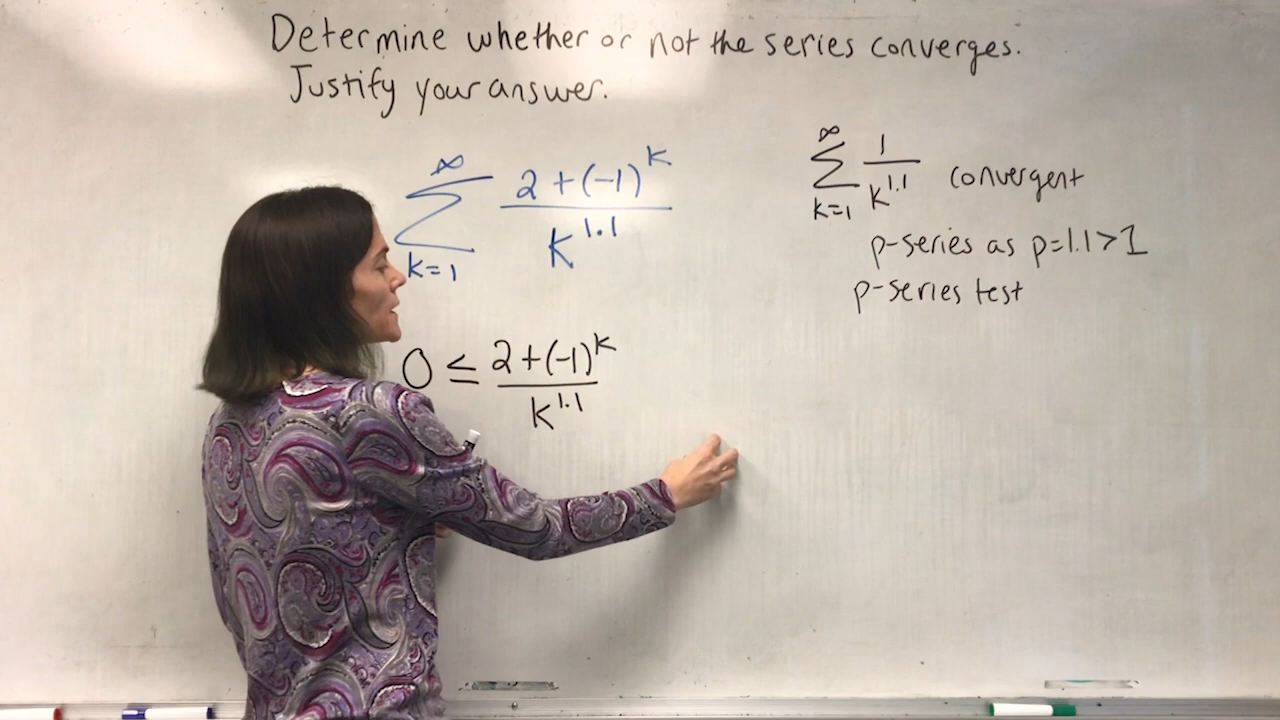 Determine whether or not the series converges.
Justify your answer.
∞
Σ 2+(-1)^k / k^1.1
k=1
0 ≤ 2+(-1)^k / k^1.1
∞
Σ 1 / k^1.1 convergent
k=1
p-series as p=1.1>1
p-series test